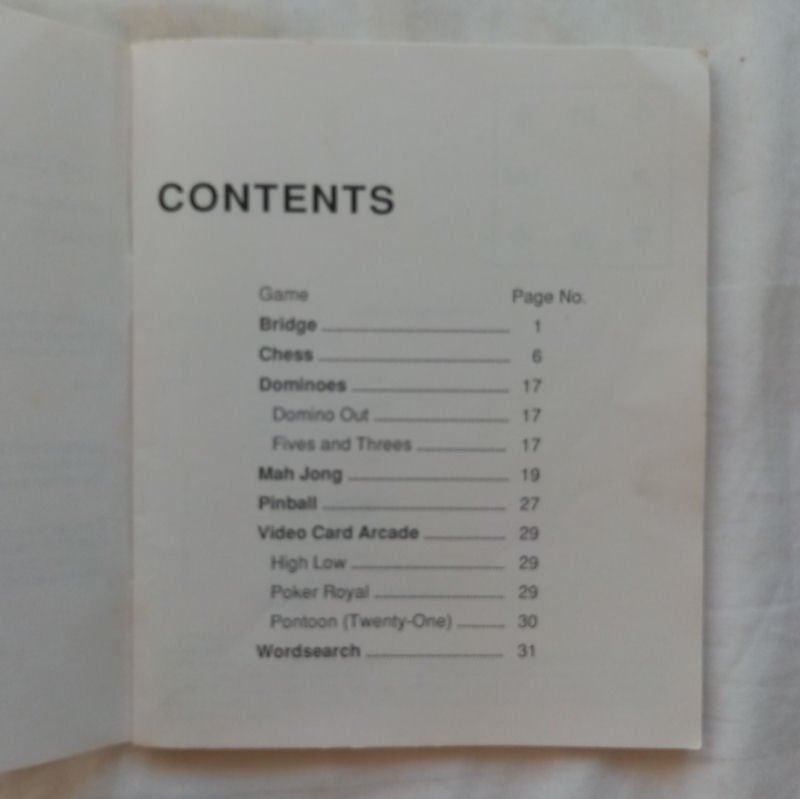 CONTENTS
Game Page No.
Bridge 1
Chess 6
Dominoes 17
Domino Out 17
Fives and Threes 17
Mah Jong 19
Pinball 27
Video Card Arcade 29
High Low 29
Poker Royal 29
Pontoon (Twenty-One) 30
Wordsearch 31